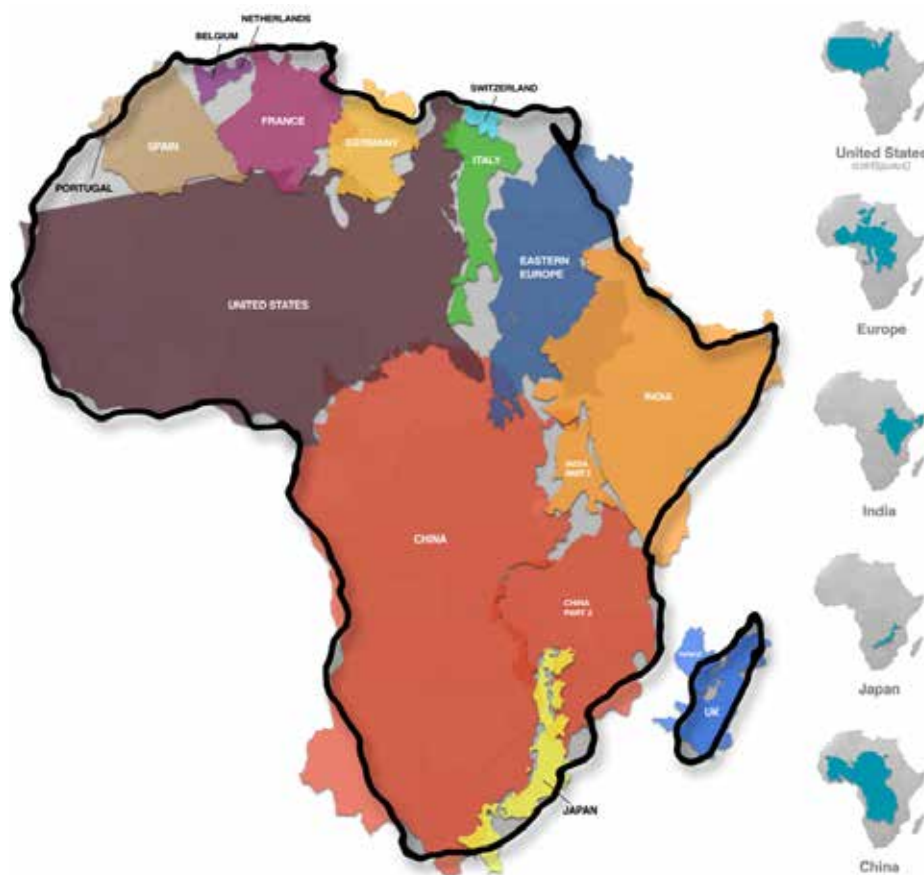 NETHERLANDS
BELGIUM
SWITZERLAND
FRANCE
GERMANY
SPAIN
ITALY
PORTUGAL
EASTERN
EUROPE
UNITED STATES
INDIA
INDIA
PART 2
CHINA
CHINA
PART 2
UK
JAPAN
United States
Europe
India
Japan
China